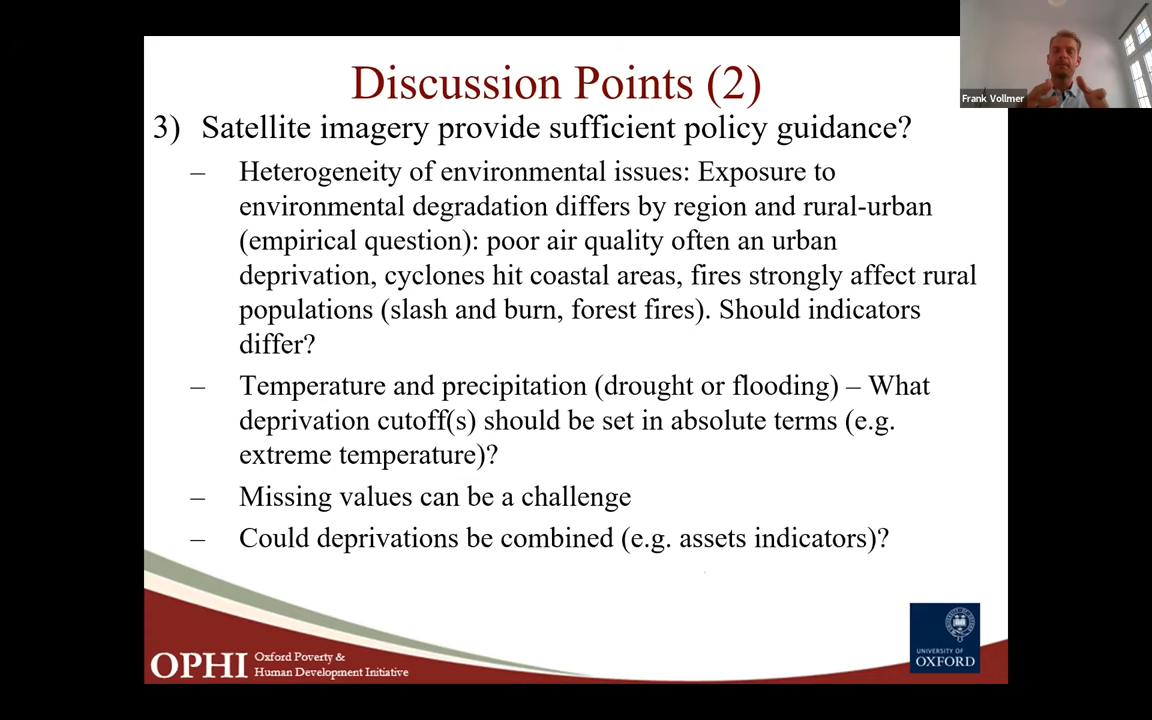 Discussion Points (2)
3) Satellite imagery provide sufficient policy guidance?
– Heterogeneity of environmental issues: Exposure to
environmental degradation differs by region and rural-urban
(empirical question): poor air quality often an urban
deprivation, cyclones hit coastal areas, fires strongly affect rural
populations (slash and burn, forest fires). Should indicators
differ?
– Temperature and precipitation (drought or flooding) – What
deprivation cutoff(s) should be set in absolute terms (e.g.
extreme temperature)?
– Missing values can be a challenge
– Could deprivations be combined (e.g. assets indicators)?
OPHI
Oxford Poverty &
Human Development Initiative
UNIVERSITY OF
OXFORD
Frank Vollmer